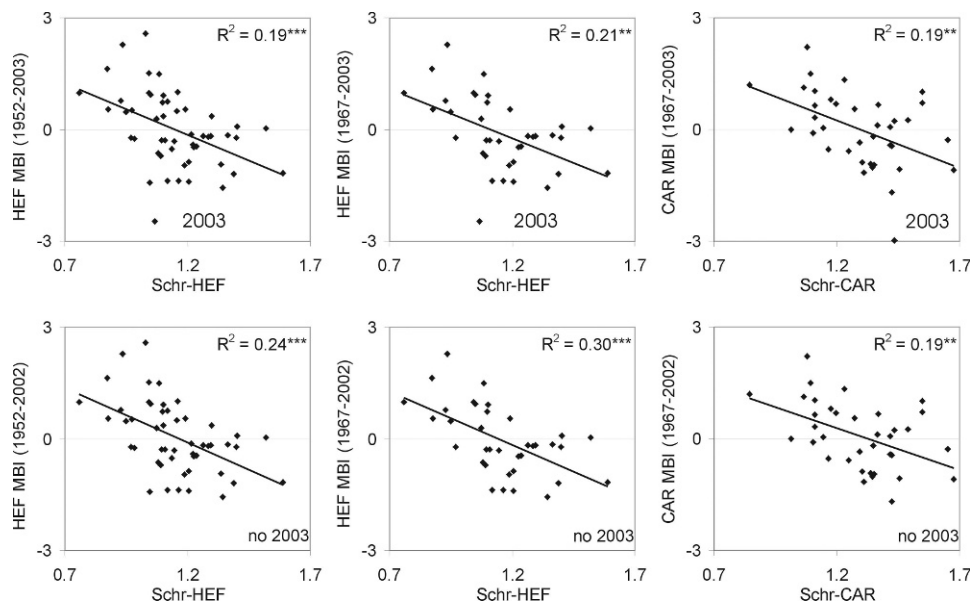 R² = 0.19***
HEF MBI (1952-2003)
3
0
-3
2003
0.7 1.2 1.7
Schr-HEF
R² = 0.21**
HEF MBI (1967-2003)
3
0
-3
2003
0.7 1.2 1.7
Schr-HEF
R² = 0.19**
CAR MBI (1967-2003)
3
0
-3
2003
0.7 1.2 1.7
Schr-CAR
R² = 0.24***
HEF MBI (1952-2002)
3
0
-3
no 2003
0.7 1.2 1.7
Schr-HEF
R² = 0.30***
HEF MBI (1967-2002)
3
0
-3
no 2003
0.7 1.2 1.7
Schr-HEF
R² = 0.19**
CAR MBI (1967-2002)
3
0
-3
no 2003
0.7 1.2 1.7
Schr-CAR